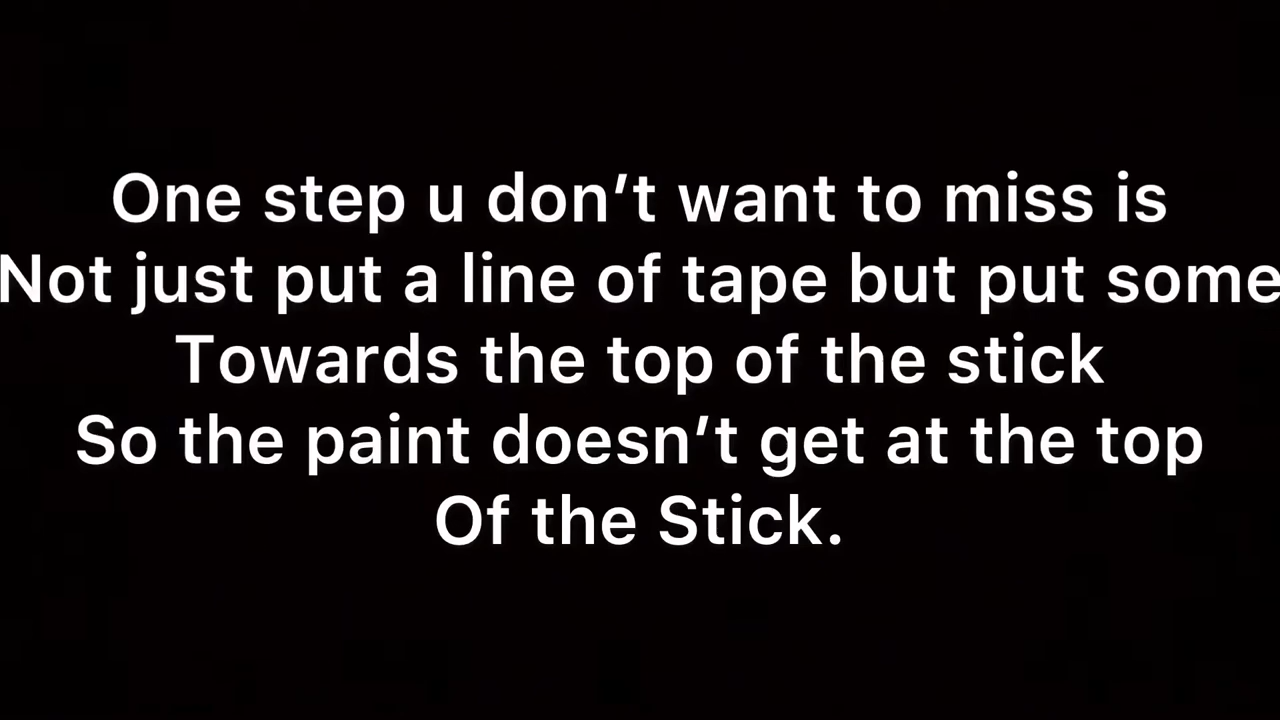 One step u don’t want to miss is
Not just put a line of tape but put some
Towards the top of the stick
So the paint doesn’t get at the top
Of the Stick.